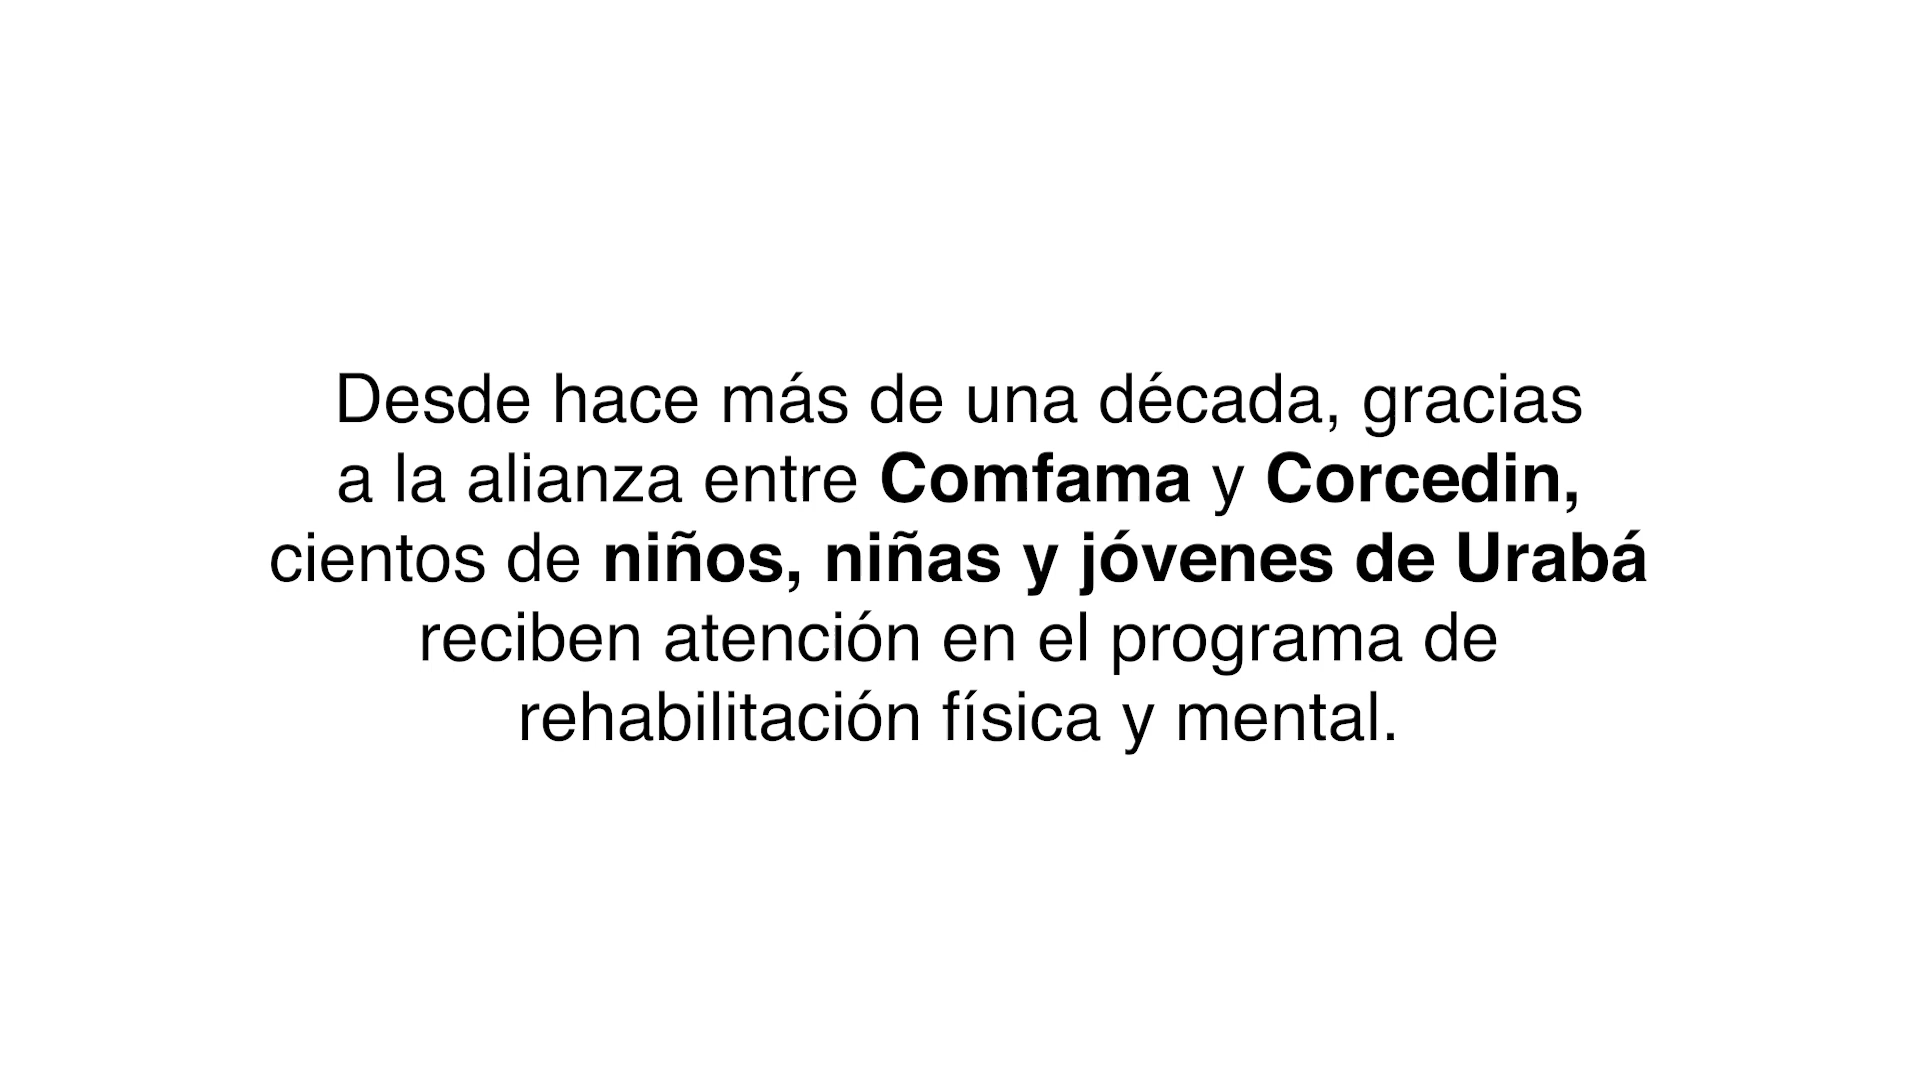 Desde hace más de una década, gracias
a la alianza entre Comfama y Corcedin,
cientos de niños, niñas y jóvenes de Urabá
reciben atención en el programa de
rehabilitación física y mental.